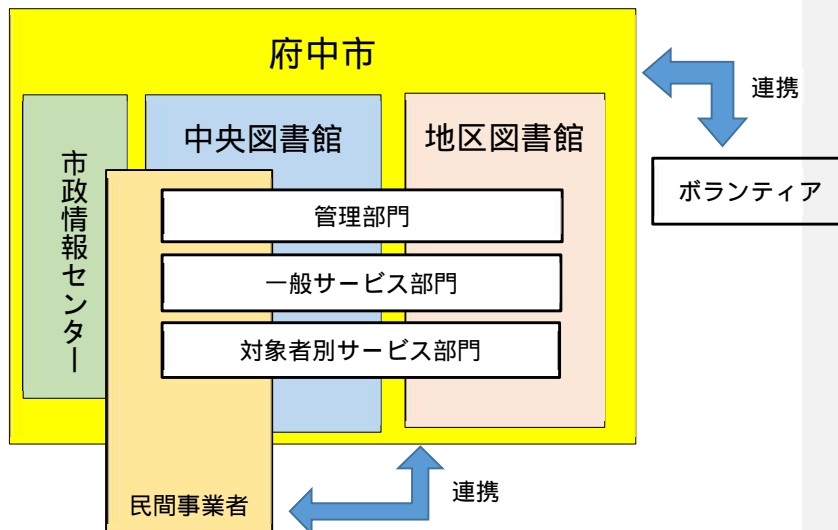 府中市
連携
中央図書館
地区図書館
市政情報センター
ボランティア
管理部門
一般サービス部門
対象者別サービス部門
民間事業者
連携